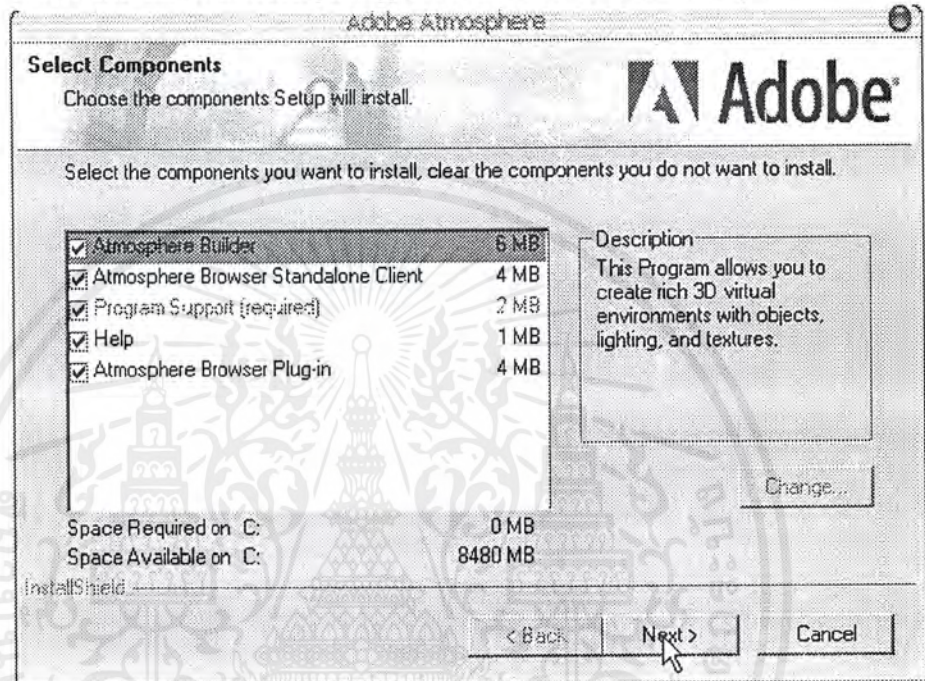 Adobe Atmosphere
Select Components
Choose the components Setup will install.
Adobe
Select the components you want to install, clear the components you do not want to install.
Atmosphere Builder 6 MB
Atmosphere Browser Standalone Client 4 MB
Program Support (required) 2 MB
Help 1 MB
Atmosphere Browser Plug-in 4 MB
Description
This Program allows you to
create rich 3D virtual
environments with objects,
lighting, and textures.
Change...
Space Required on C: 0 MB
Space Available on C: 8480 MB
InstallShield
< Back
Next >
Cancel